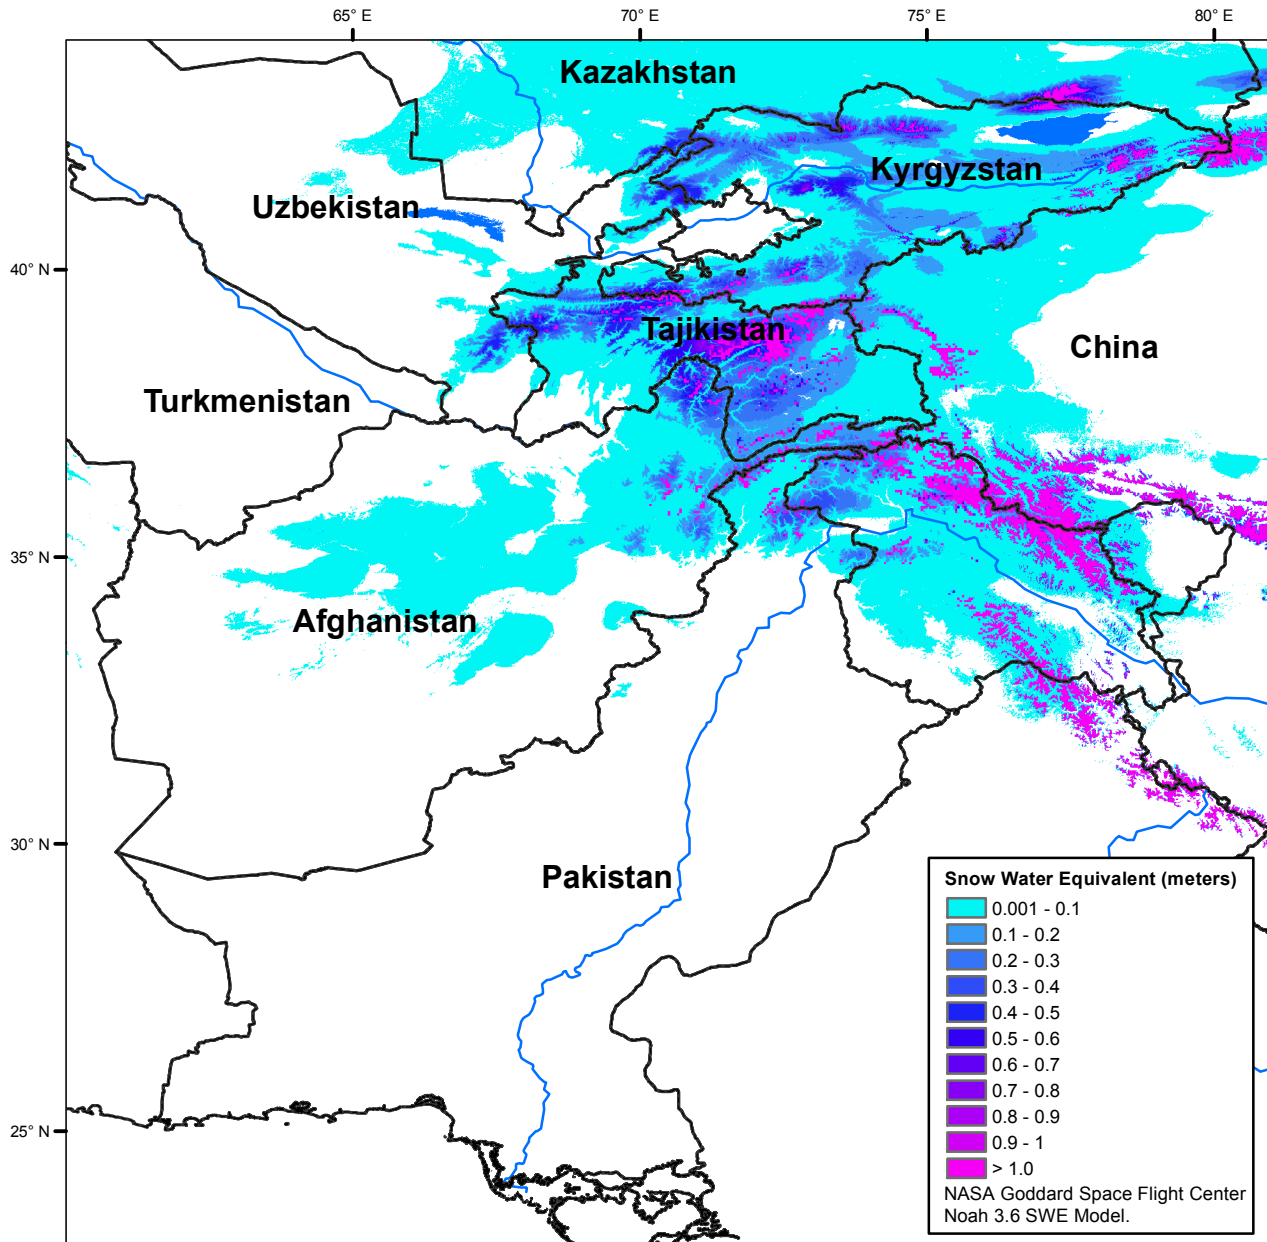 65° E
70° E
75° E
80° E
Kazakhstan
Kyrgyzstan
Uzbekistan
40° N
Tajikistan
China
Turkmenistan
35° N
Afghanistan
30° N
Pakistan
25° N
Snow Water Equivalent (meters)
0.001 - 0.1
0.1 - 0.2
0.2 - 0.3
0.3 - 0.4
0.4 - 0.5
0.5 - 0.6
0.6 - 0.7
0.7 - 0.8
0.8 - 0.9
0.9 - 1
> 1.0
NASA Goddard Space Flight Center
Noah 3.6 SWE Model.